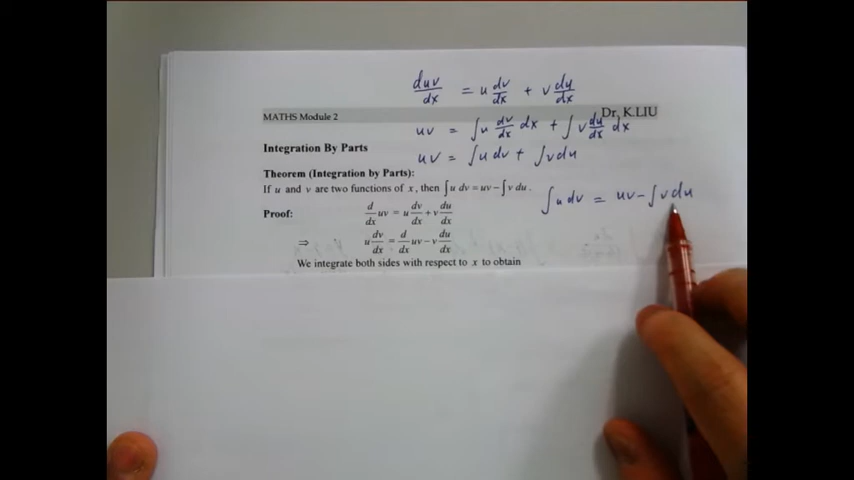 duv/dx = u dv/dx + v du/dx
MATHS Module 2 Dr. K.LIU
uv = ∫u dv/dx dx + ∫v du/dx dx
Integration By Parts
uv = ∫u dv + ∫v du
Theorem (Integration by Parts):
If u and v are two functions of x, then ∫u dv = uv − ∫v du.
∫u dv = uv − ∫v du
Proof: d/dx uv = u dv/dx + v du/dx
⇒ u dv/dx = d/dx uv − v du/dx
We integrate both sides with respect to x to obtain